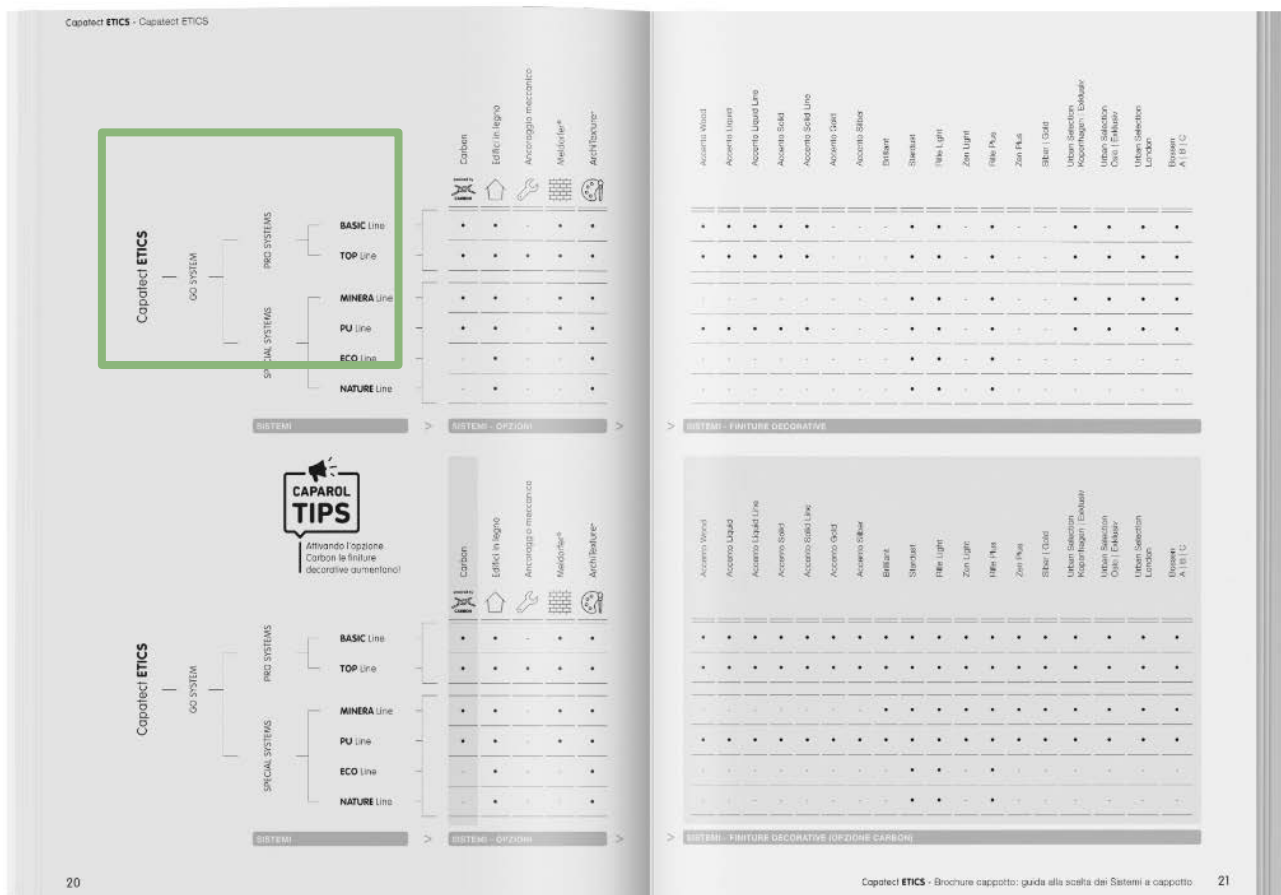 Capatect ETICS - Capatect ETICS
Carbon
Edifici in legno
Ancoraggio meccanico
Meldorfer®
ArchiTexture®
powered by
CARBON
Accento Wood
Accento Liquid
Accento Liquid Line
Accento Solid
Accento Solid Line
Accento Gold
Accento Silber
Brilliant
Stardust
Rille Light
Zen Light
Rille Plus
Zen Plus
Silber | Gold
Urban Selection
Kopenhagen | Exklusiv
Urban Selection
Oslo | Exklusiv
Urban Selection
London
Bossen
A | B | C
Capatect ETICS
GO SYSTEM
PRO SYSTEMS
SPECIAL SYSTEMS
BASIC Line
TOP Line
MINERA Line
PU Line
ECO Line
NATURE Line
SISTEMI
>
SISTEMI - OPZIONI
>
>
SISTEMI - FINITURE DECORATIVE
CAPAROL
TIPS
Attivando l'opzione
Carbon le finiture
decorative aumentano!
Carbon
Edifici in legno
Ancoraggio meccanico
Meldorfer®
ArchiTexture®
powered by
CARBON
Accento Wood
Accento Liquid
Accento Liquid Line
Accento Solid
Accento Solid Line
Accento Gold
Accento Silber
Brilliant
Stardust
Rille Light
Zen Light
Rille Plus
Zen Plus
Silber | Gold
Urban Selection
Kopenhagen | Exklusiv
Urban Selection
Oslo | Exklusiv
Urban Selection
London
Bossen
A | B | C
Capatect ETICS
GO SYSTEM
PRO SYSTEMS
SPECIAL SYSTEMS
BASIC Line
TOP Line
MINERA Line
PU Line
ECO Line
NATURE Line
SISTEMI
>
SISTEMI - OPZIONI
>
>
SISTEMI - FINITURE DECORATIVE (OPZIONE CARBON)
20
Capatect ETICS - Brochure cappotto: guida alla scelta dei Sistemi a cappotto
21